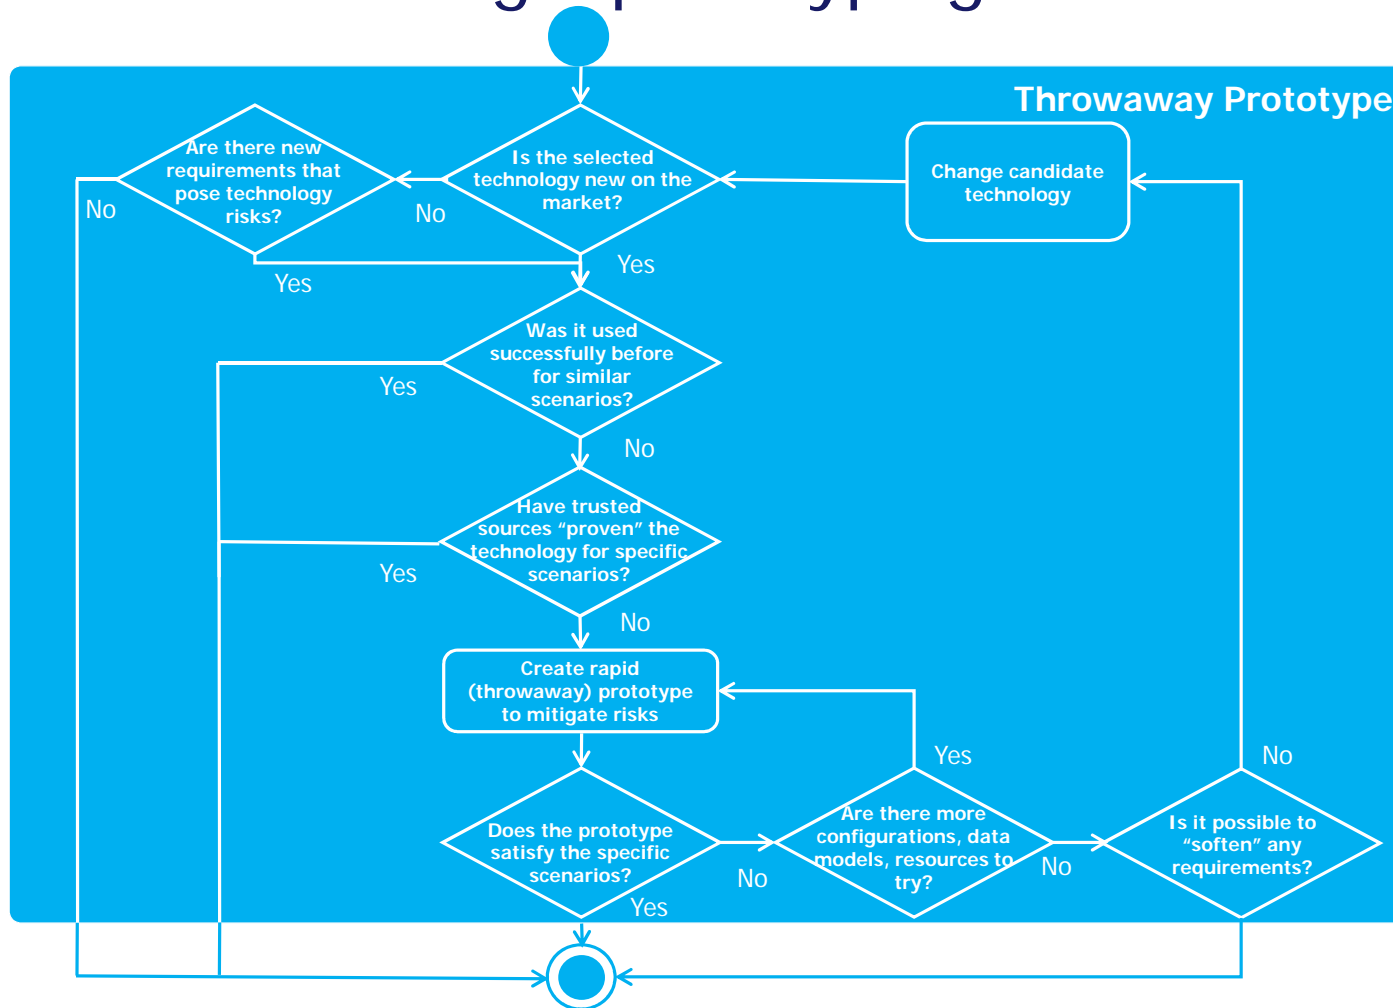 Throwaway Prototype
Are there new
requirements that
pose technology
risks?
Is the selected
technology new on the
market?
Change candidate
technology
No
No
Yes
Yes
Was it used
successfully before
for similar
scenarios?
Yes
No
Have trusted
sources “proven” the
technology for specific
scenarios?
Yes
No
Create rapid
(throwaway) prototype
to mitigate risks
Yes
No
Does the prototype
satisfy the specific
scenarios?
Are there more
configurations, data
models, resources to
try?
Is it possible to
“soften” any
requirements?
No
No
Yes